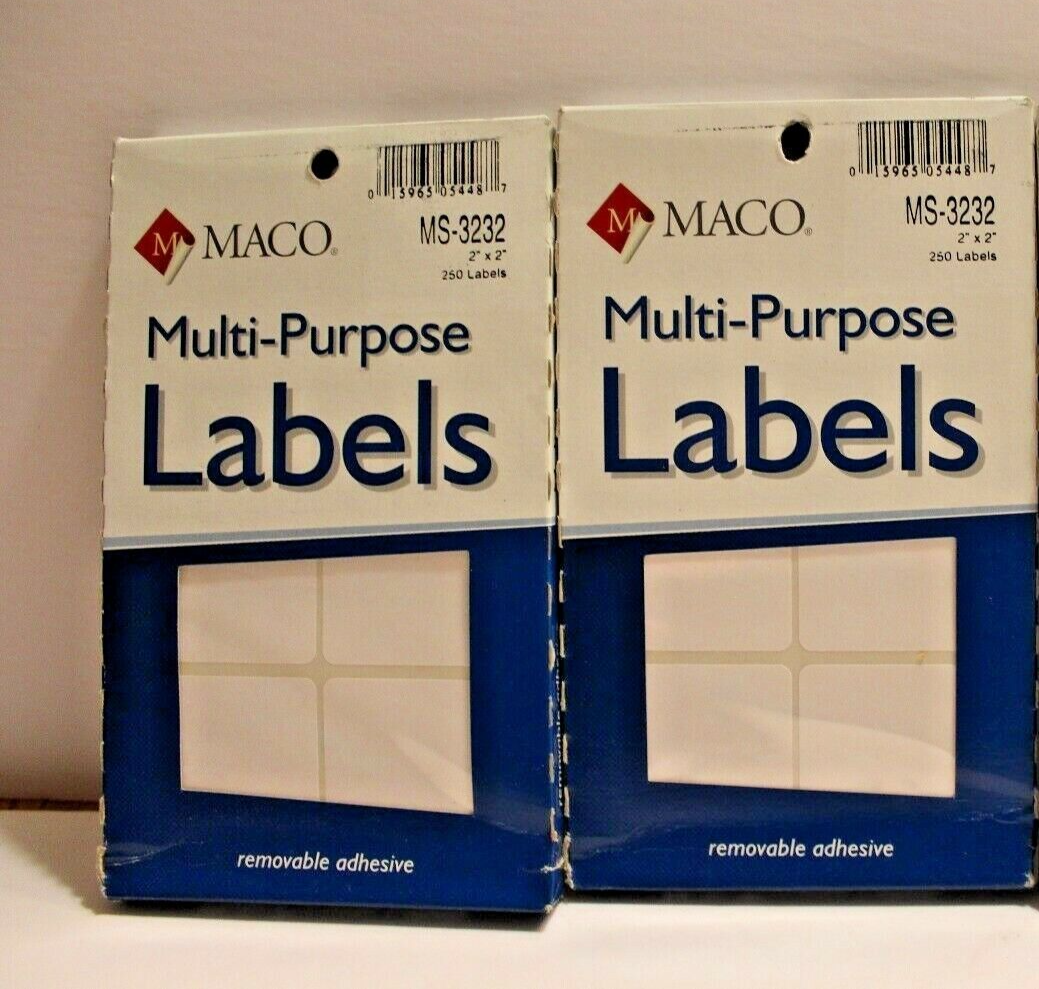 0 15965 05448 7
M MACO®
MS-3232
2" x 2"
250 Labels
Multi-Purpose
Labels
removable adhesive
0 15965 05448 7
M MACO®
MS-3232
2" x 2"
250 Labels
Multi-Purpose
Labels
removable adhesive